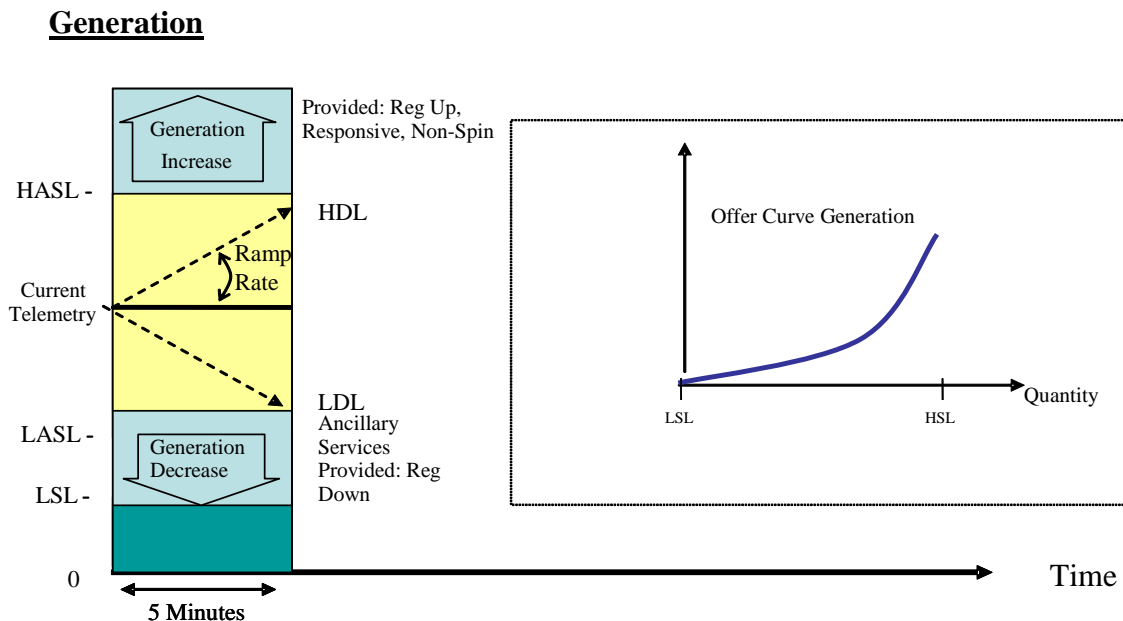 Generation
Provided: Reg Up,
Responsive, Non-Spin
Generation
Increase
HASL -
HDL
Ramp
Rate
Current
Telemetry
LDL
Ancillary
Services
Provided: Reg
Down
LASL -
Generation
Decrease
LSL -
0
5 Minutes
Time
Offer Curve Generation
Quantity
LSL
HSL